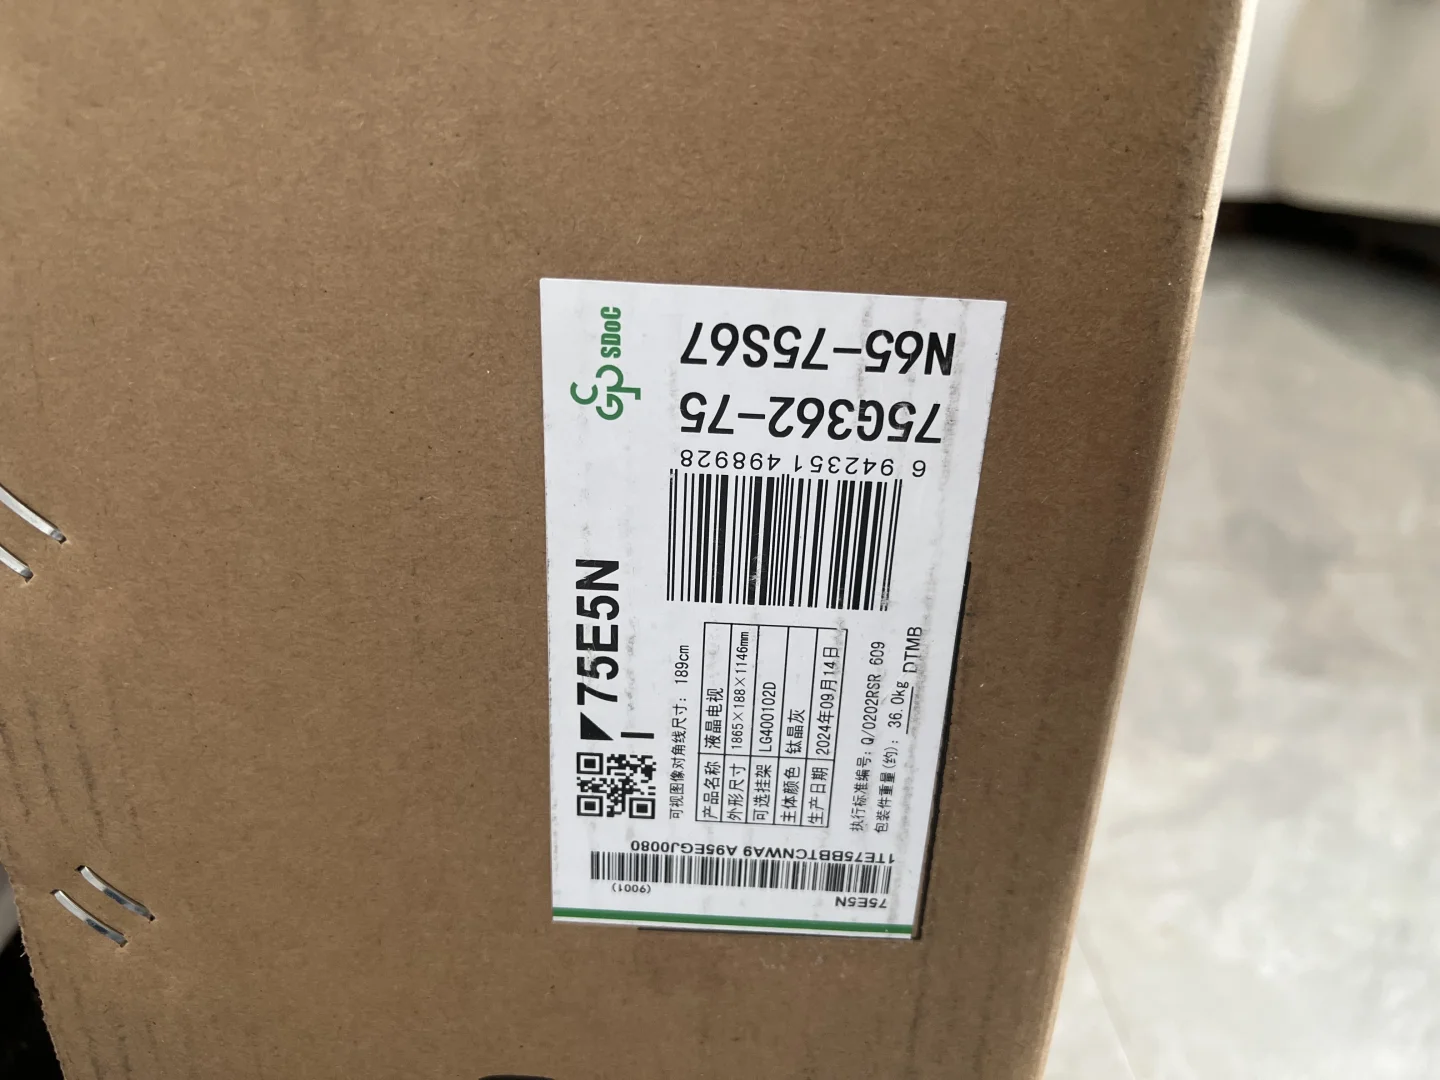 75E5N
可视图像对角线尺寸: 189cm
产品名称 液晶电视
外形尺寸 1865×188×1146mm
可选挂架 LG400102D
主体颜色 钛晶灰
生产日期 2024年09月14日
执行标准编号: Q/0202RSR 609
包装件重量(约): 36.0kg DTMB
CGP SDoC
N65-75S67
75G362-75
6 942351 498928
1TE75BBTCNWA9 A95EGJ0080
(9001)
75E5N